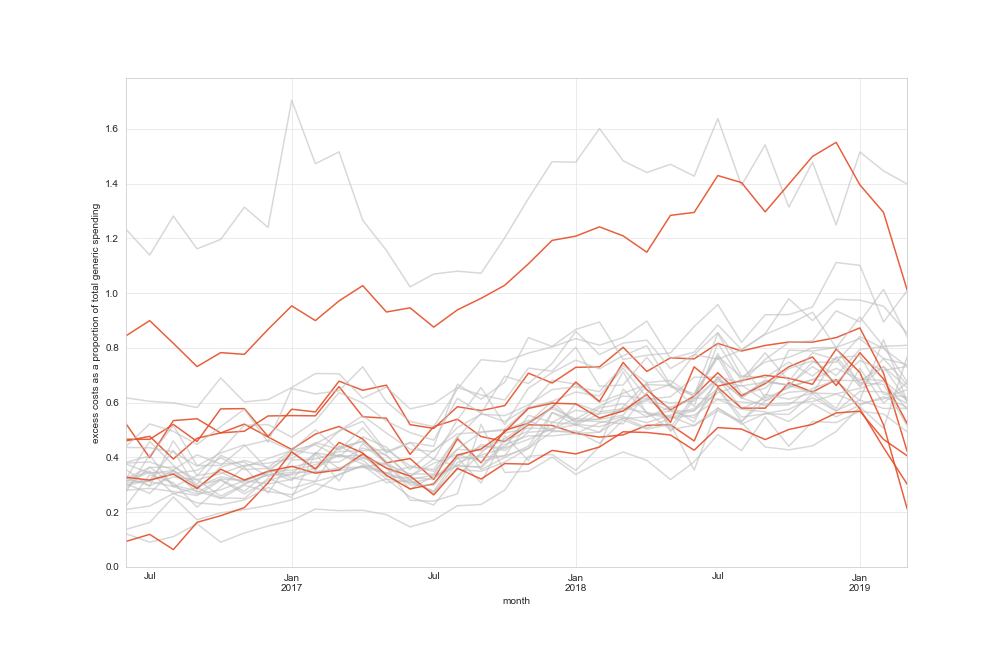 excess costs as a proportion of total generic spending
1.6
1.4
1.2
1.0
0.8
0.6
0.4
0.2
0.0
Jul
Jan
2017
Jul
Jan
2018
Jul
Jan
2019
month